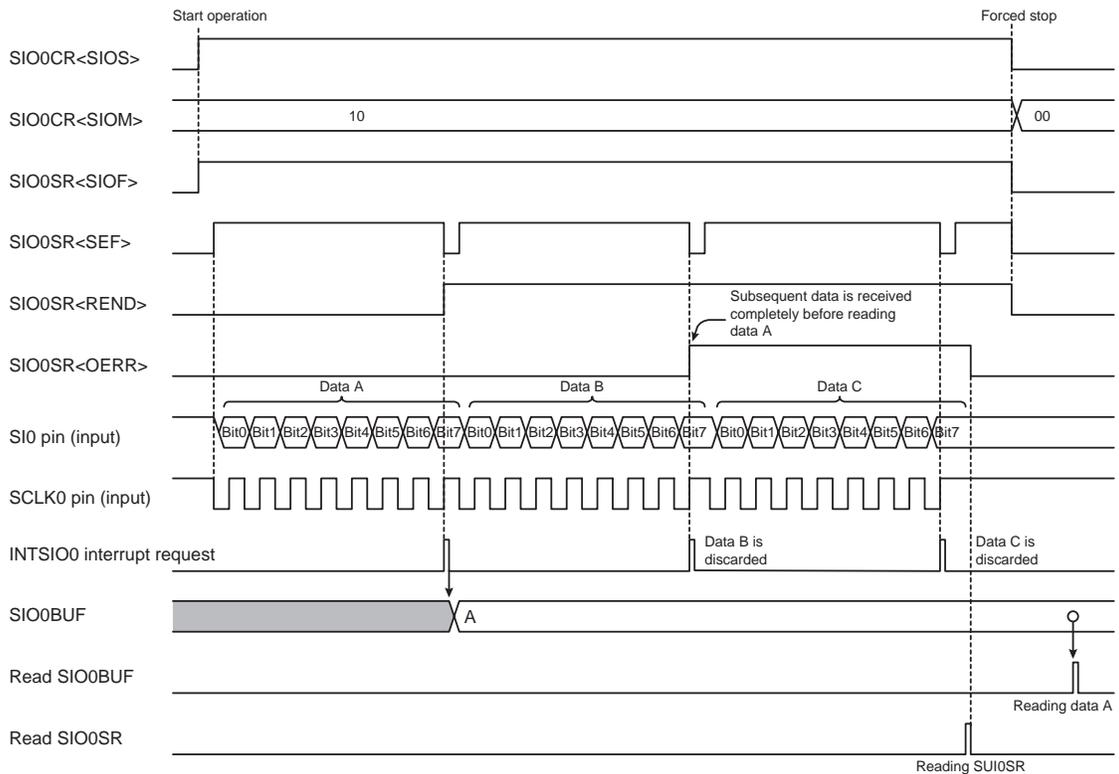 Start operation
Forced stop
SIO0CR<SIOS>
SIO0CR<SIOM>
10
00
SIO0SR<SIOF>
SIO0SR<SEF>
SIO0SR<REND>
Subsequent data is received
completely before reading
data A
SIO0SR<OERR>
Data A
Data B
Data C
SI0 pin (input)
Bit0 Bit1 Bit2 Bit3 Bit4 Bit5 Bit6 Bit7 Bit0 Bit1 Bit2 Bit3 Bit4 Bit5 Bit6 Bit7 Bit0 Bit1 Bit2 Bit3 Bit4 Bit5 Bit6 Bit7
SCLK0 pin (input)
INTSIO0 interrupt request
Data B is
discarded
Data C is
discarded
SIO0BUF
A
Read SIO0BUF
Reading data A
Read SIO0SR
Reading SUI0SR